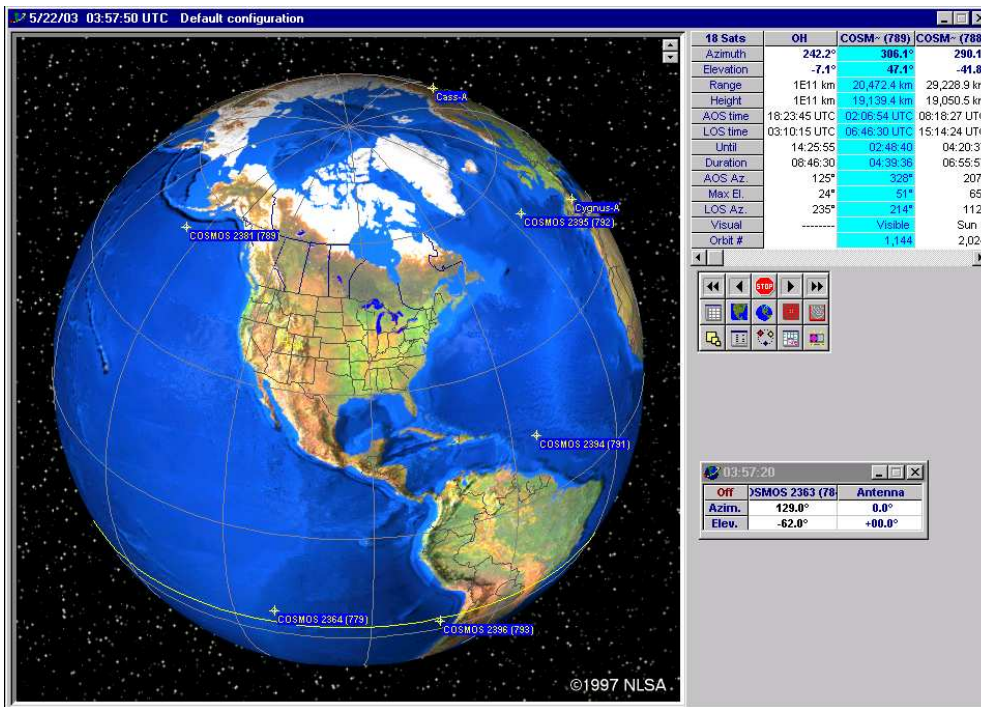 5/22/03 03:57:50 UTC Default configuration
Cass-A
Cygnus-A
COSMOS 2395 (792)
COSMOS 2381 (789)
COSMOS 2394 (791)
COSMOS 2364 (779)
COSMOS 2396 (793)
©1997 NLSA
18 Sats OH COSM~ (789) COSM~ (788
Azimuth 242.2° 306.1° 290.1
Elevation -7.1° 47.1° -41.8
Range 1E11 km 20,472.4 km 29,228.9 km
Height 1E11 km 19,139.4 km 19,050.5 km
AOS time 18:23:45 UTC 02:06:54 UTC 08:18:27 UTC
LOS time 03:10:15 UTC 06:46:30 UTC 15:14:24 UTC
Until 14:25:55 02:48:40 04:20:3
Duration 08:46:30 04:39:36 06:55:5
AOS Az. 125° 328° 207
Max El. 24° 51° 65
LOS Az. 235° 214° 112
Visual -------- Visible Sun
Orbit # 1,144 2,02
STOP
03:57:20
Off OSMOS 2363 (78 Antenna
Azim. 129.0° 0.0°
Elev. -62.0° +00.0°